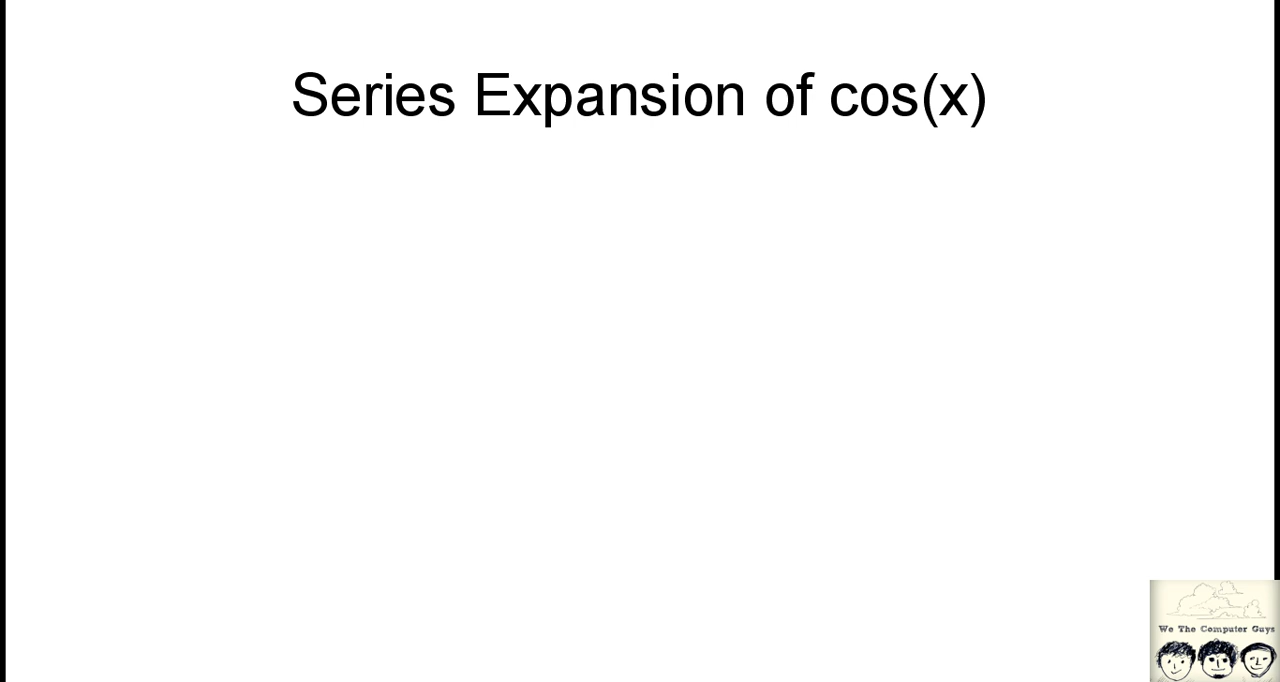 Series Expansion of cos(x)
We The Computer Guys